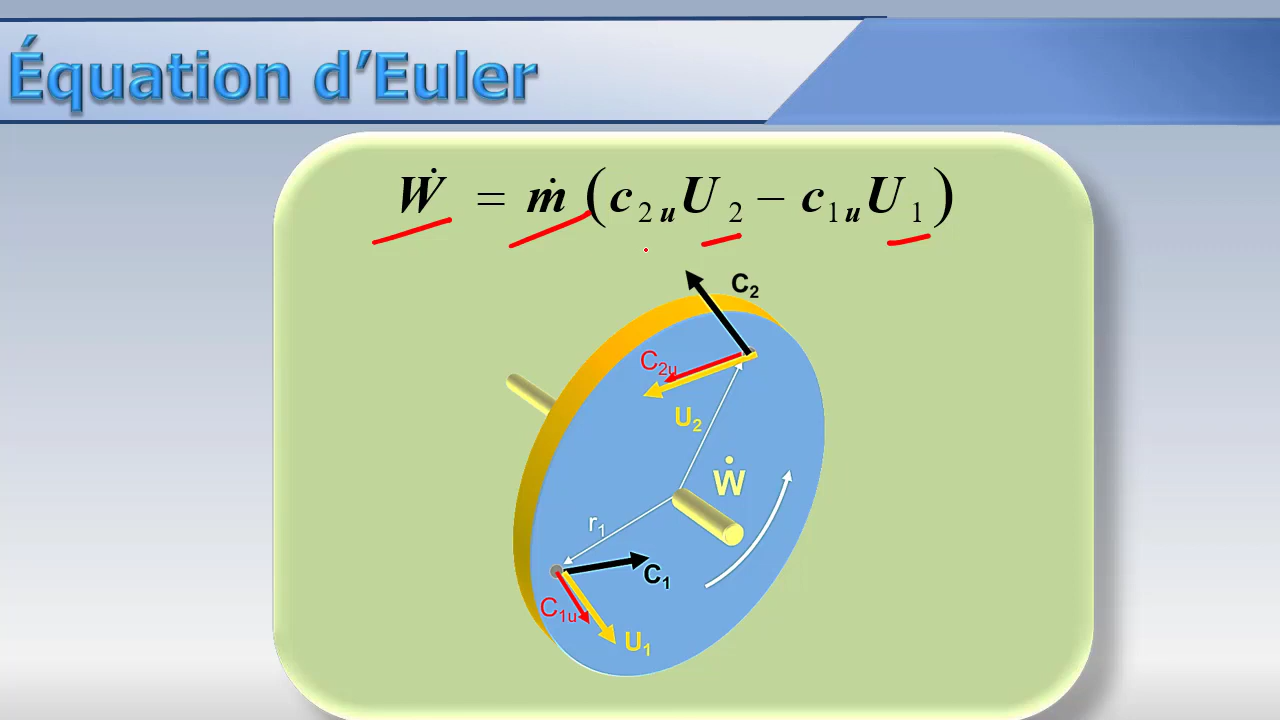 Équation d’Euler
Ẇ = ṁ (c₂ᵤU₂ – c₁ᵤU₁)
C₂
C₂ᵤ
U₂
Ẇ
r₁
C₁
C₁ᵤ
U₁